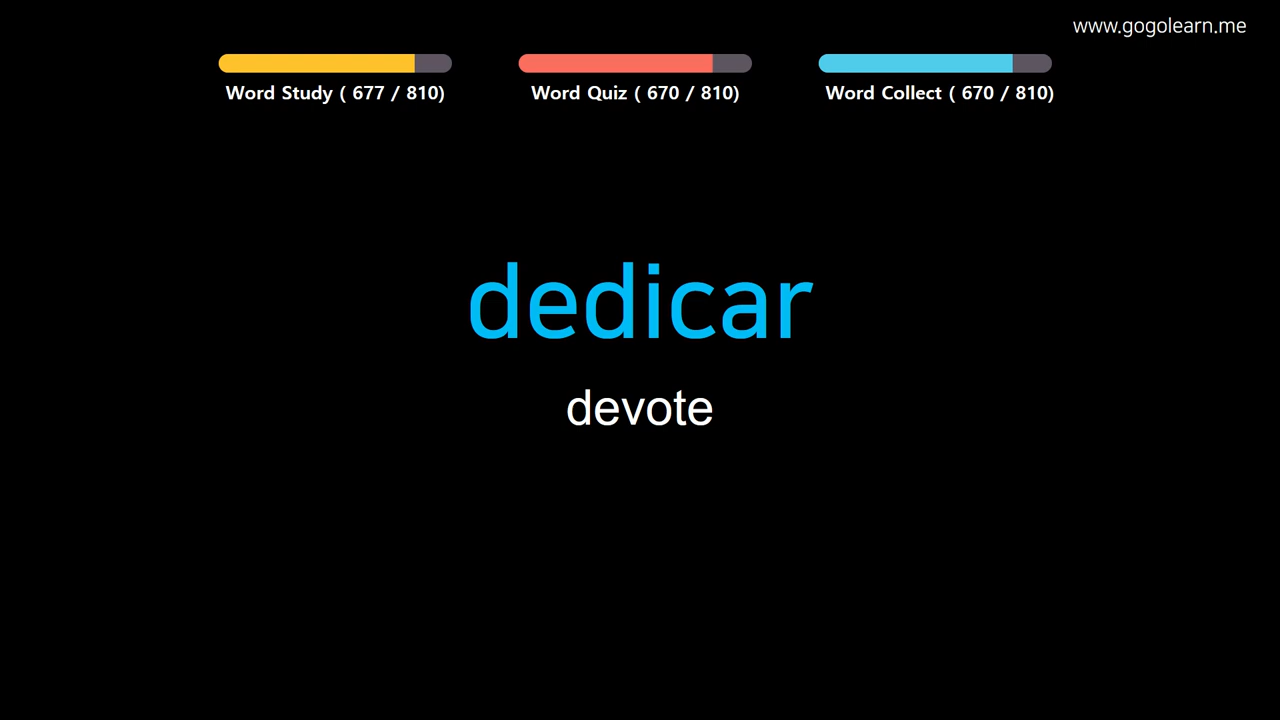 www.gogolearn.me
Word Study ( 677 / 810)
Word Quiz ( 670 / 810)
Word Collect ( 670 / 810)
dedicar
devote